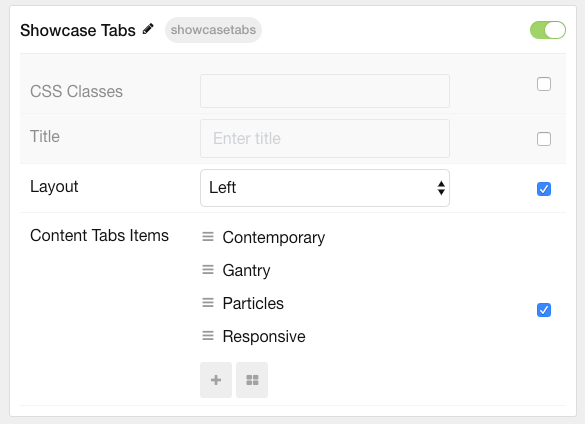 Showcase Tabs showcasetabs
CSS Classes
Title Enter title
Layout Left
Content Tabs Items Contemporary
Gantry
Particles
Responsive